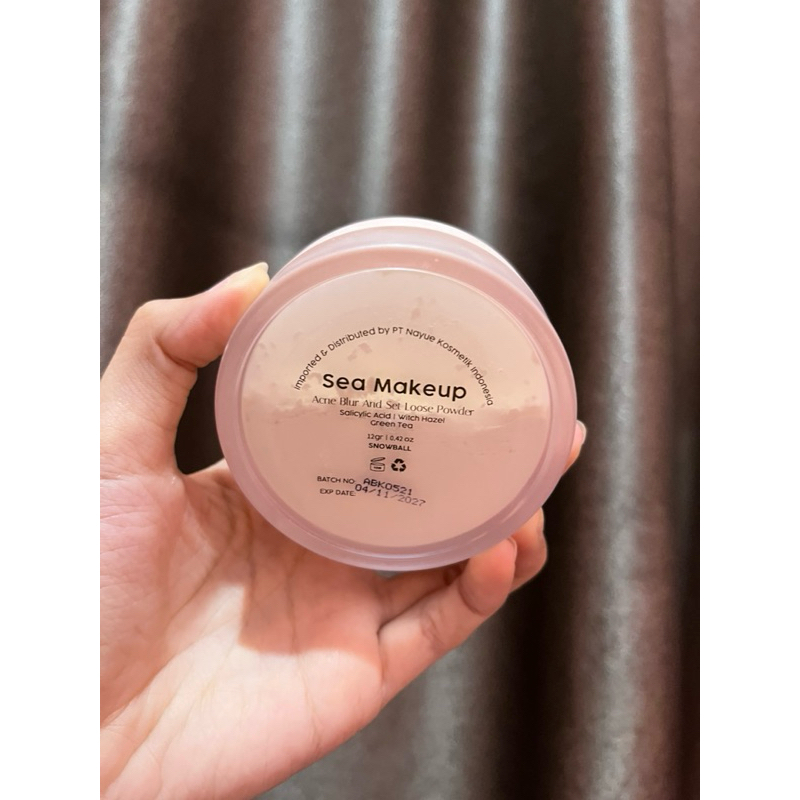 Imported & Distributed by PT Nayue Kosmetik Indonesia
Sea Makeup
Acne Blur And Set Loose Powder
Salicylic Acid | Witch Hazel
Green Tea
12gr | 0,42 oz
SNOWBALL
BATCH NO: ABK0521
EXP DATE: 04/11/2027